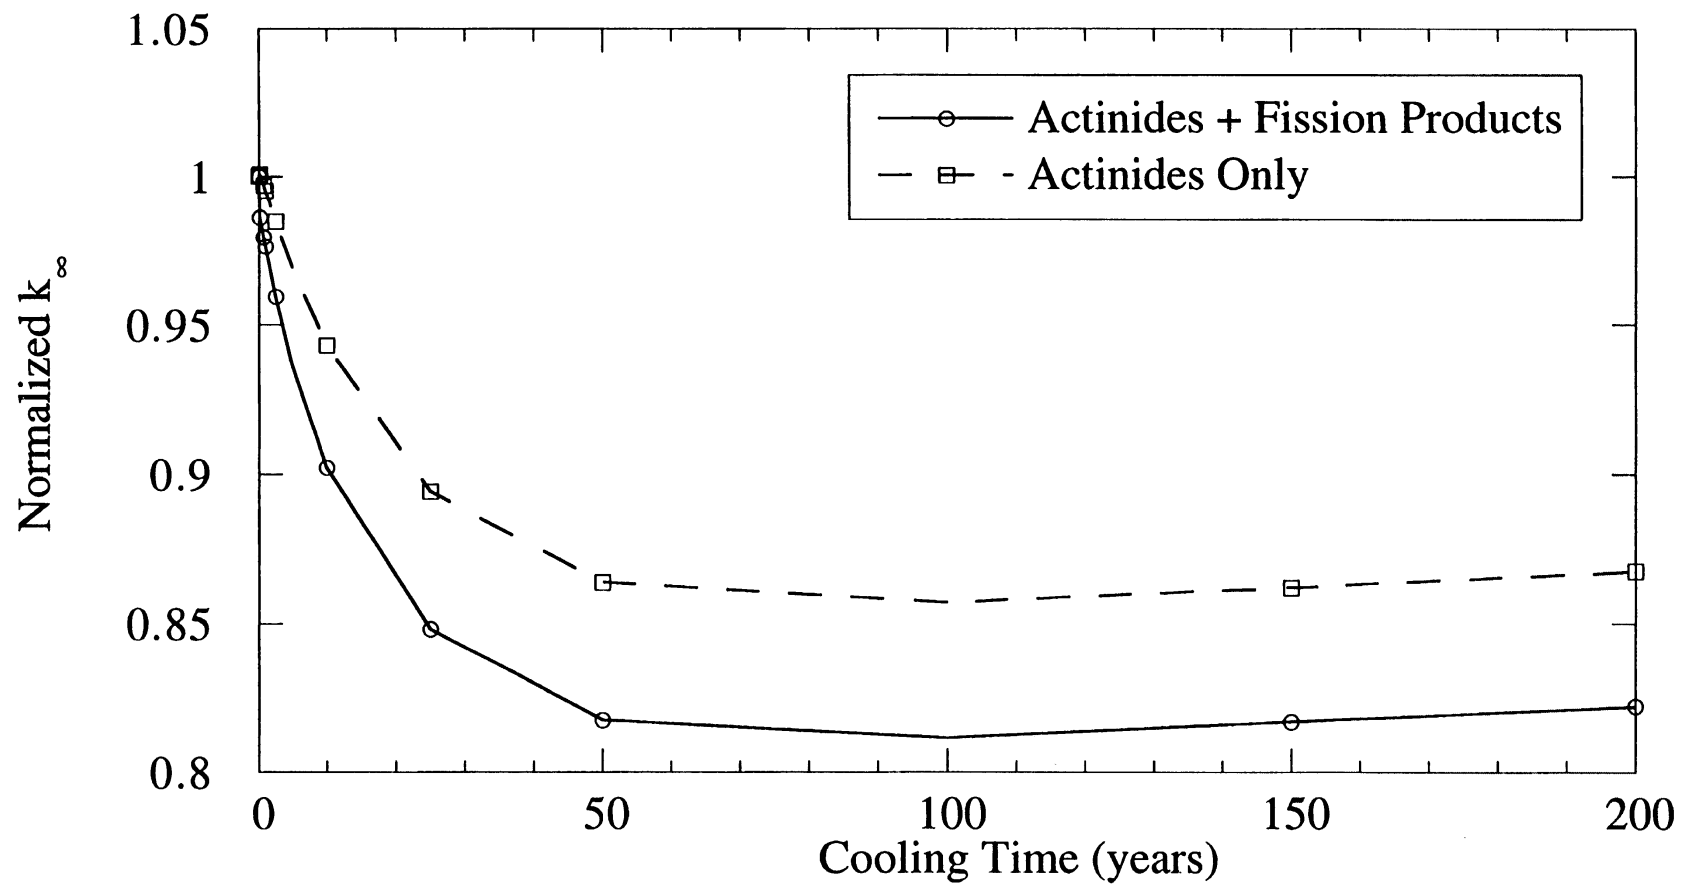 1.05
1
0.95
0.9
0.85
0.8
Normalized k∞
Actinides + Fission Products
Actinides Only
0 50 100 150 200
Cooling Time (years)